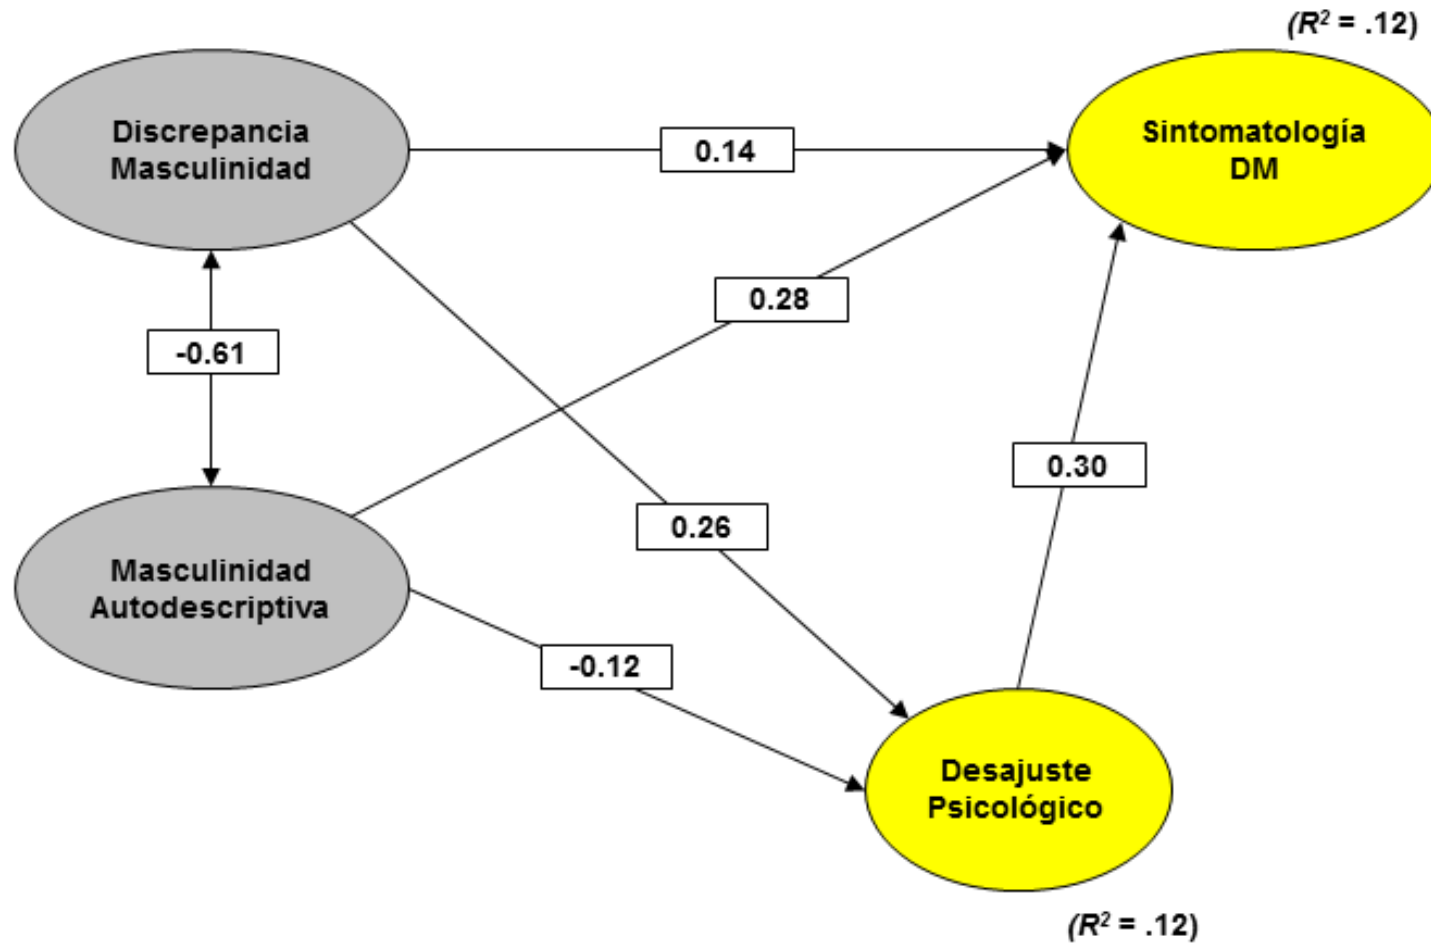 (R² = .12)
Discrepancia
Masculinidad
0.14
Sintomatología
DM
0.28
-0.61
0.30
0.26
Masculinidad
Autodescriptiva
-0.12
Desajuste
Psicológico
(R² = .12)